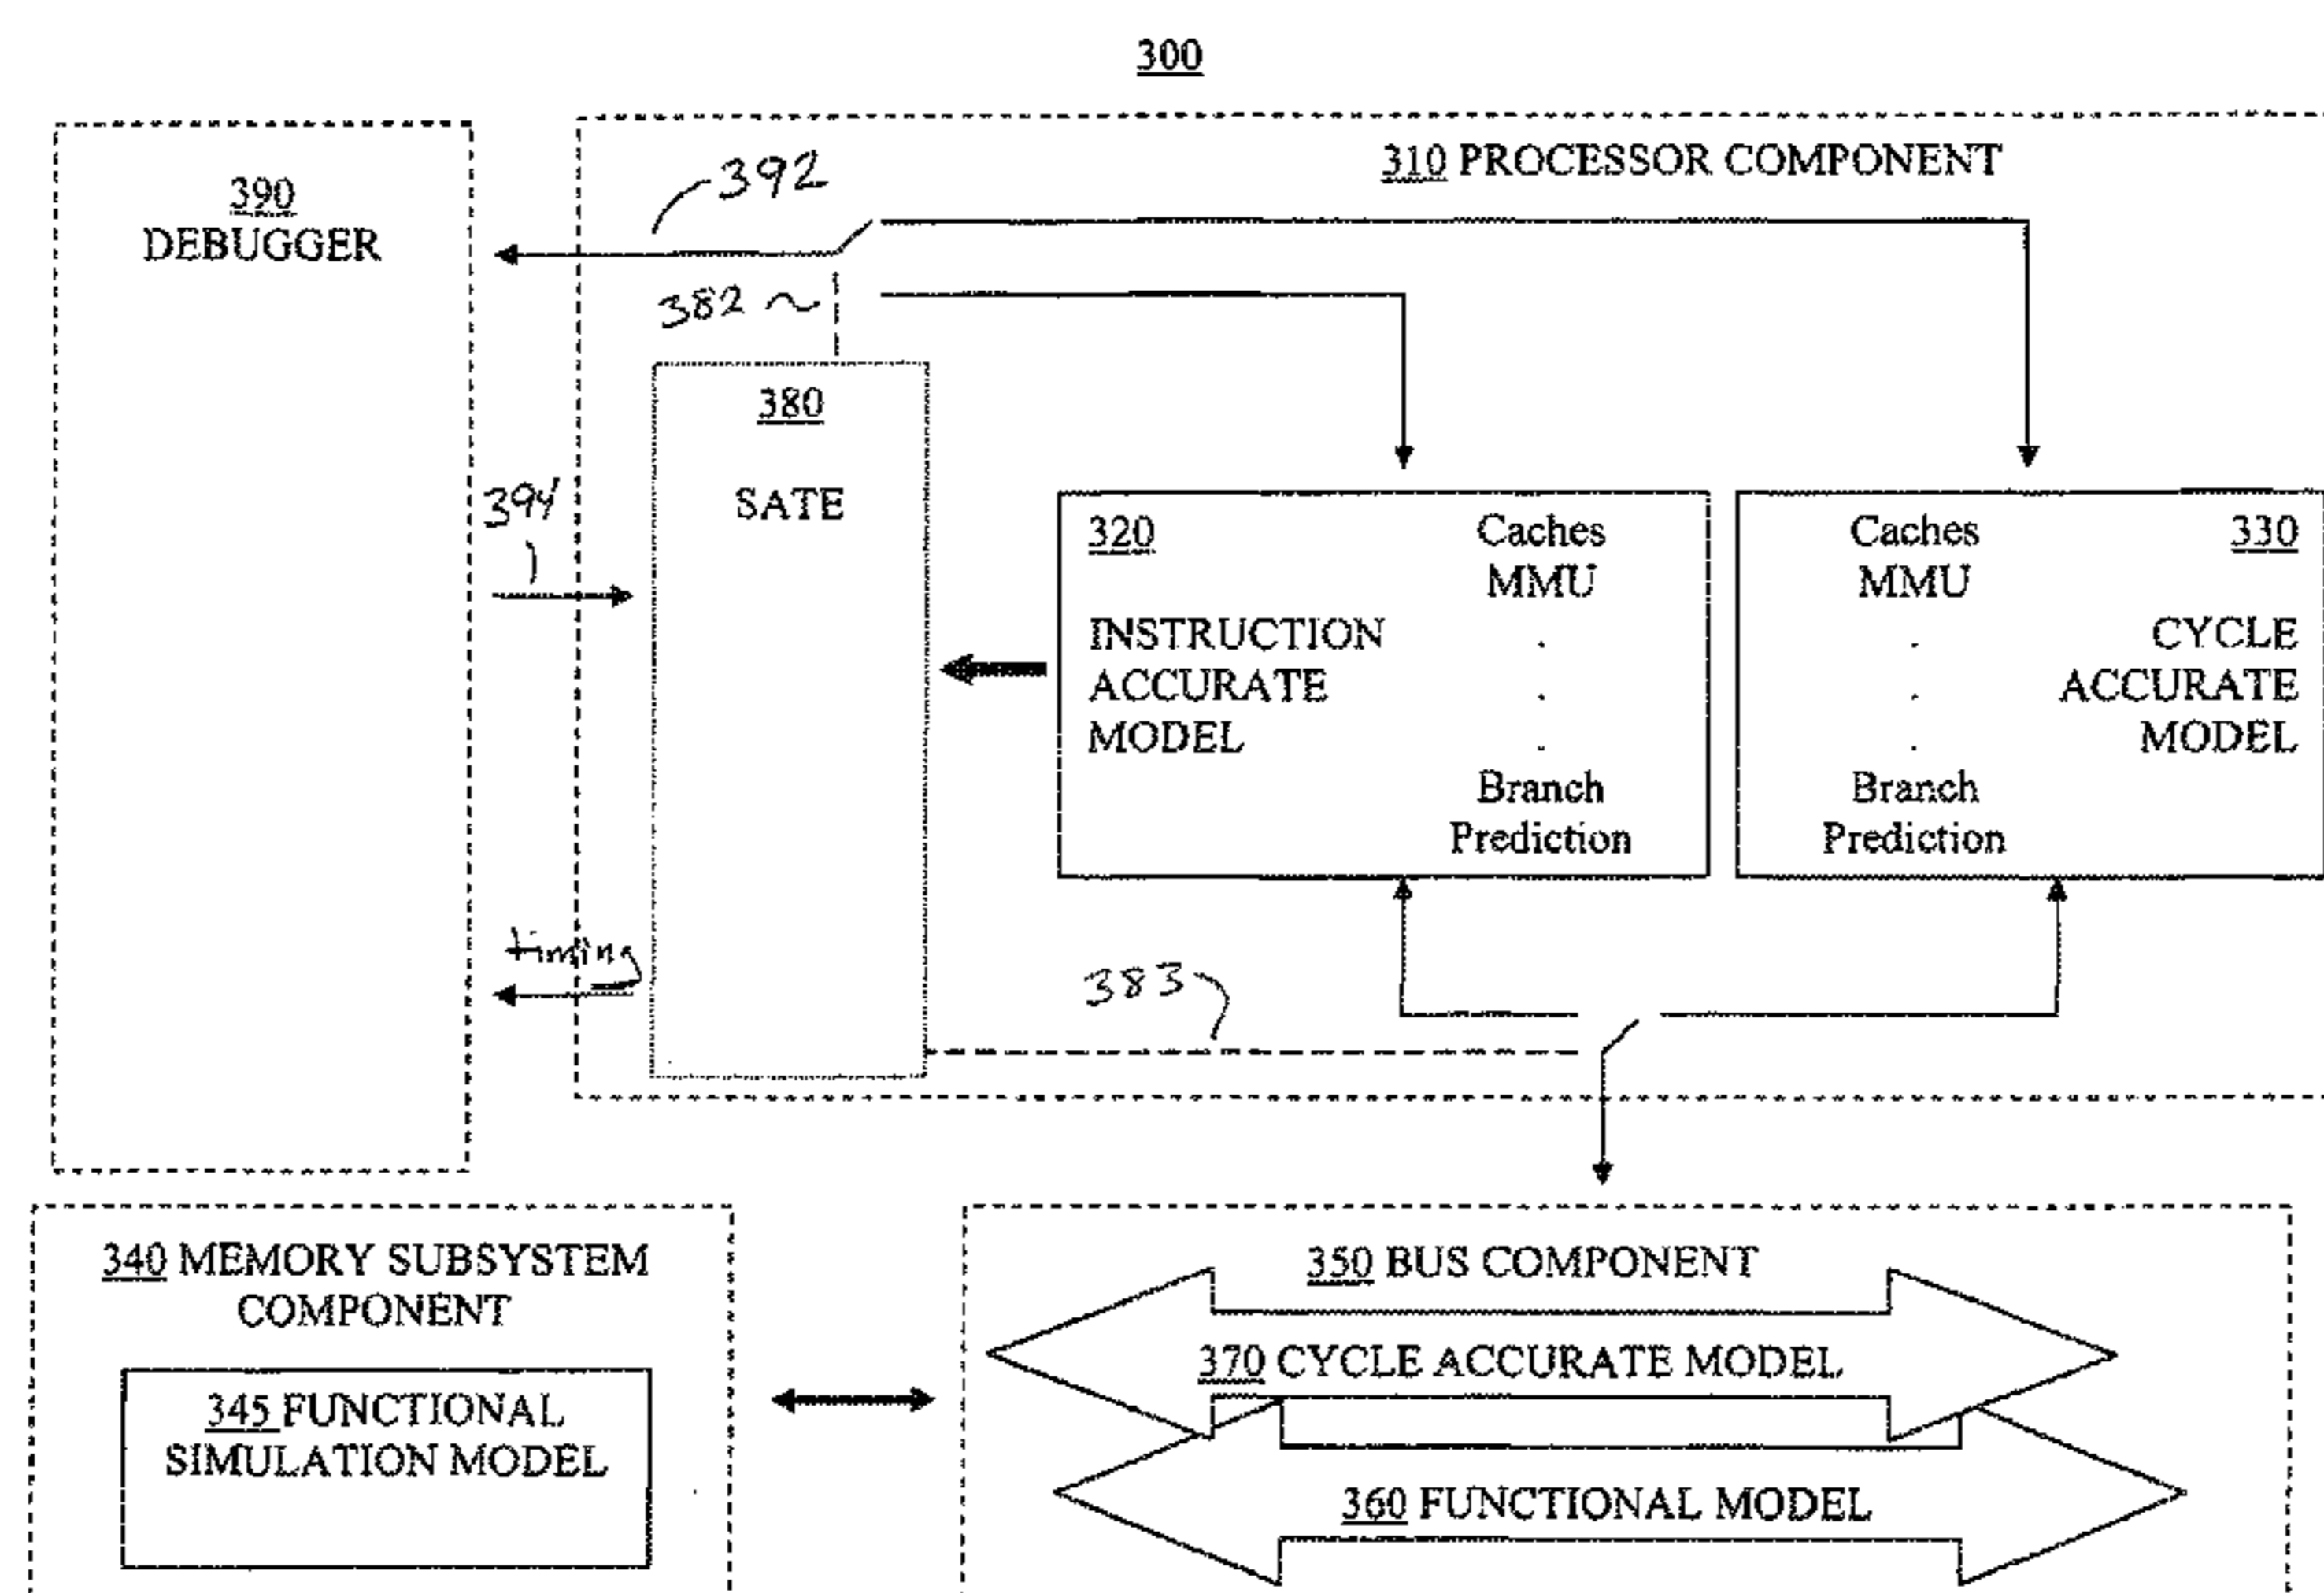 300
390
DEBUGGER
310 PROCESSOR COMPONENT
392
382
380
SATE
394
320
INSTRUCTION
ACCURATE
MODEL
Caches
MMU
.
.
.
Branch
Prediction
Caches
MMU
.
.
.
Branch
Prediction
330
CYCLE
ACCURATE
MODEL
timing
383
340 MEMORY SUBSYSTEM
COMPONENT
345 FUNCTIONAL
SIMULATION MODEL
350 BUS COMPONENT
370 CYCLE ACCURATE MODEL
360 FUNCTIONAL MODEL